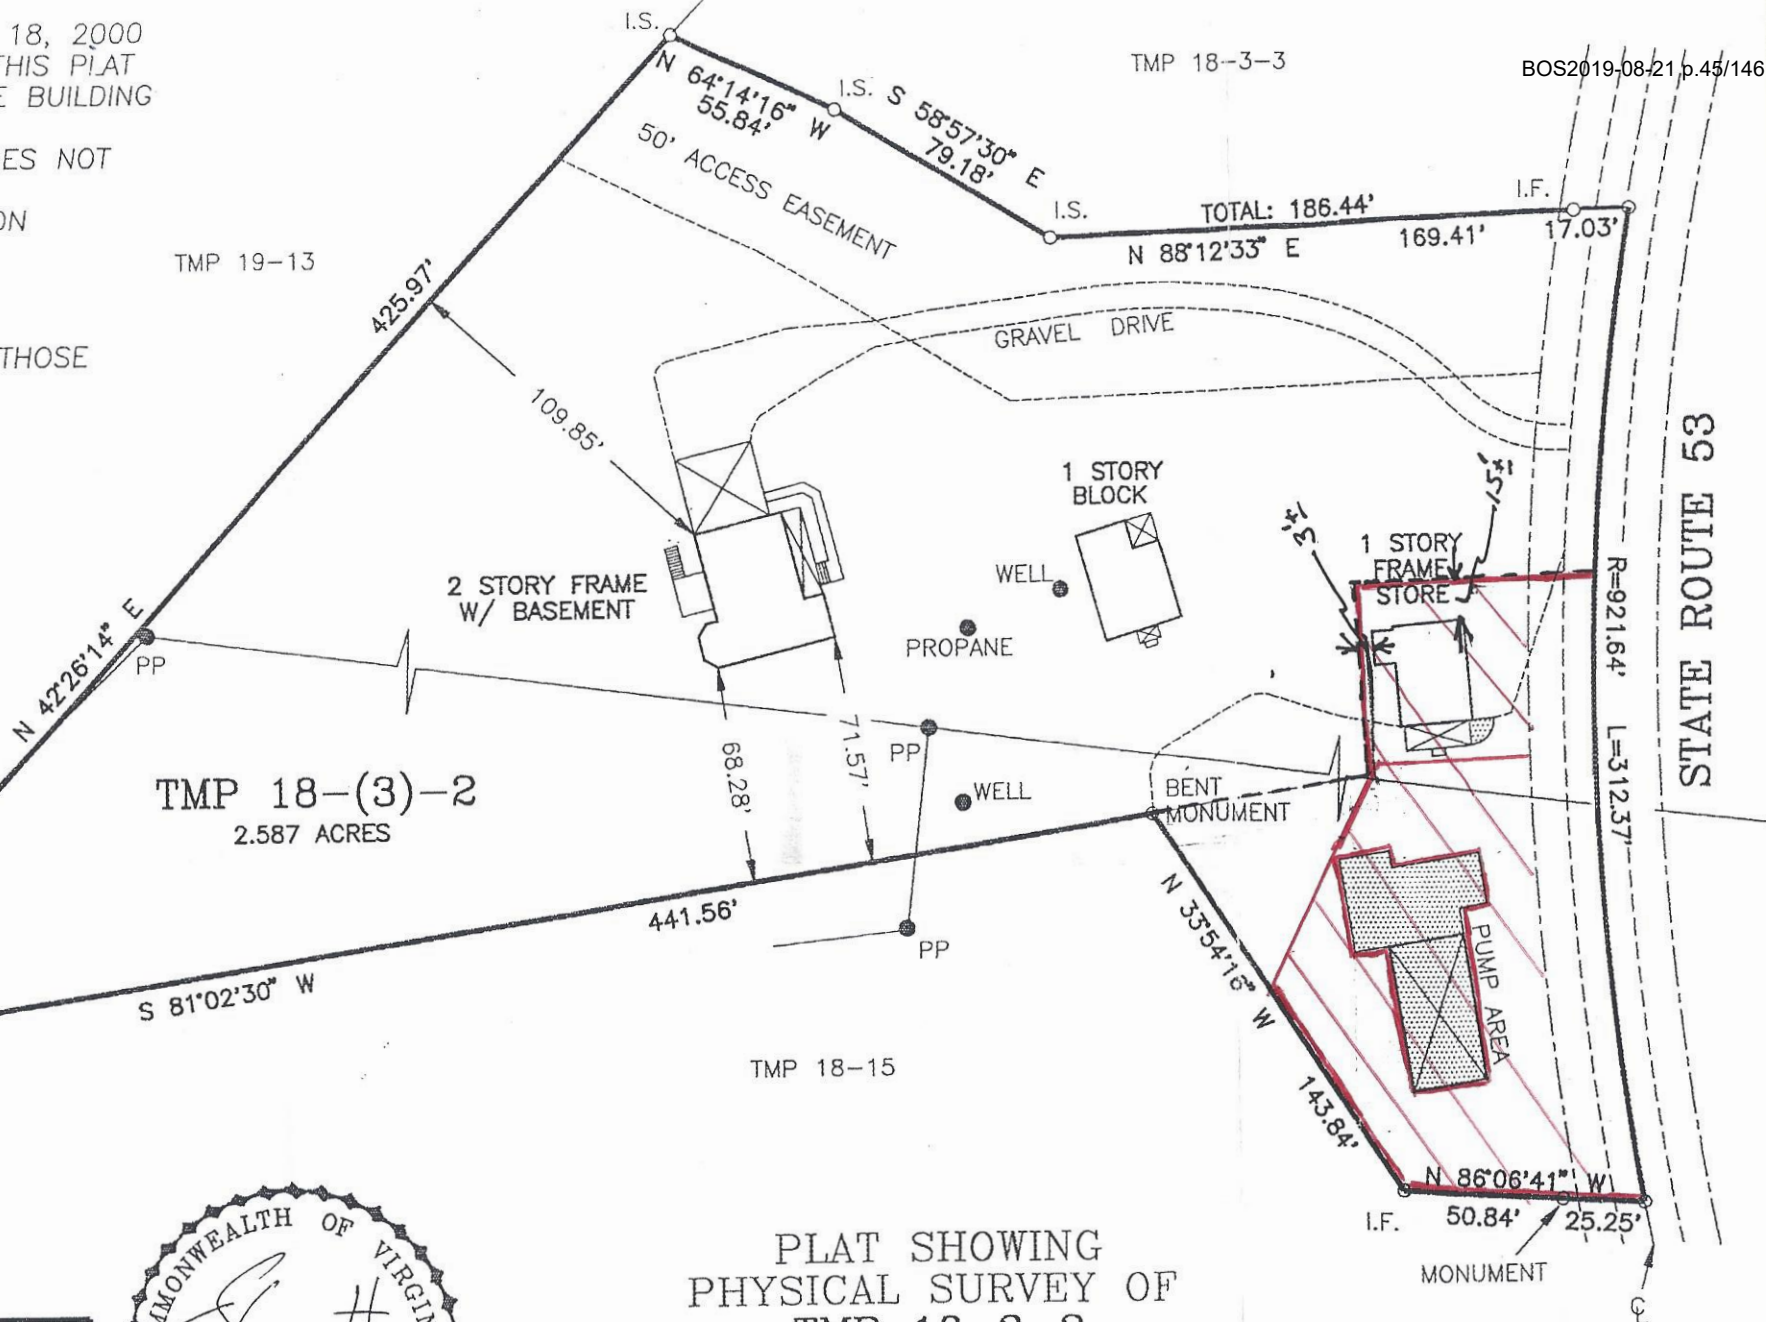 18, 2000
THIS PLAT
E BUILDING
ES NOT
ON
THOSE
BOS2019-08-21 p.45/146
I.S.
TMP 18-3-3
N 64°14'16" W
55.84'
I.S.
S 58°57'30" E
79.18'
50' ACCESS EASEMENT
I.S.
I.F.
TOTAL: 186.44'
169.41'
17.03'
N 88°12'33" E
TMP 19-13
425.97'
GRAVEL DRIVE
109.85'
1 STORY
BLOCK
3'±
.5'±
1 STORY
FRAME
STORE
STATE ROUTE 53
R=921.64' L=312.37'
WELL
2 STORY FRAME
W/ BASEMENT
PROPANE
N 42°26'14" E
PP
PP
68.28'
71.57'
WELL
BENT
MONUMENT
TMP 18-(3)-2
2.587 ACRES
441.56'
PP
S 81°02'30" W
N 33°54'16" W
143.84'
PUMP AREA
TMP 18-15
N 86°06'41" W
I.F.
50.84'
25.25'
MONUMENT
℄
MMONWEALTH OF VIRGIN
PLAT SHOWING
PHYSICAL SURVEY OF